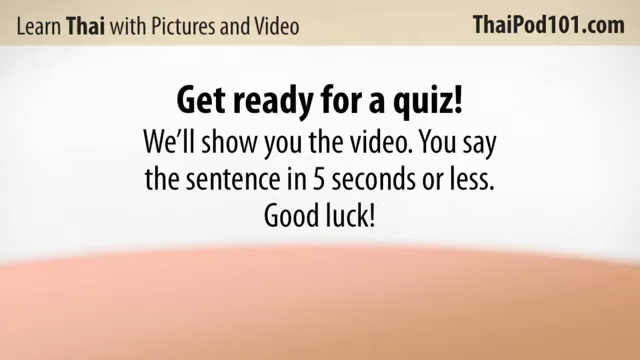 Learn Thai with Pictures and Video
ThaiPod101.com
Get ready for a quiz!
We'll show you the video. You say
the sentence in 5 seconds or less.
Good luck!